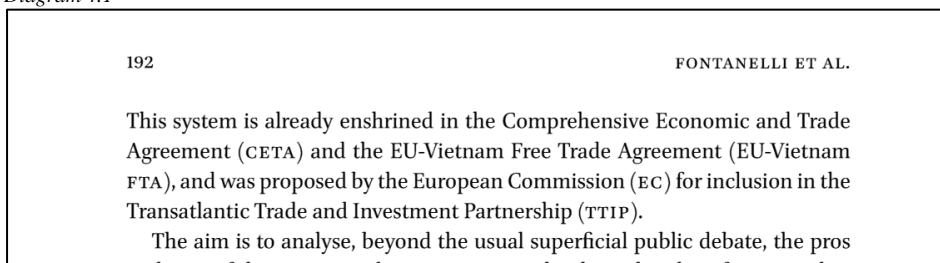 Diagram 4.1
192 FONTANELLI ET AL.
This system is already enshrined in the Comprehensive Economic and Trade
Agreement (CETA) and the EU-Vietnam Free Trade Agreement (EU-Vietnam
FTA), and was proposed by the European Commission (EC) for inclusion in the
Transatlantic Trade and Investment Partnership (TTIP).
The aim is to analyse, beyond the usual superficial public debate, the pros